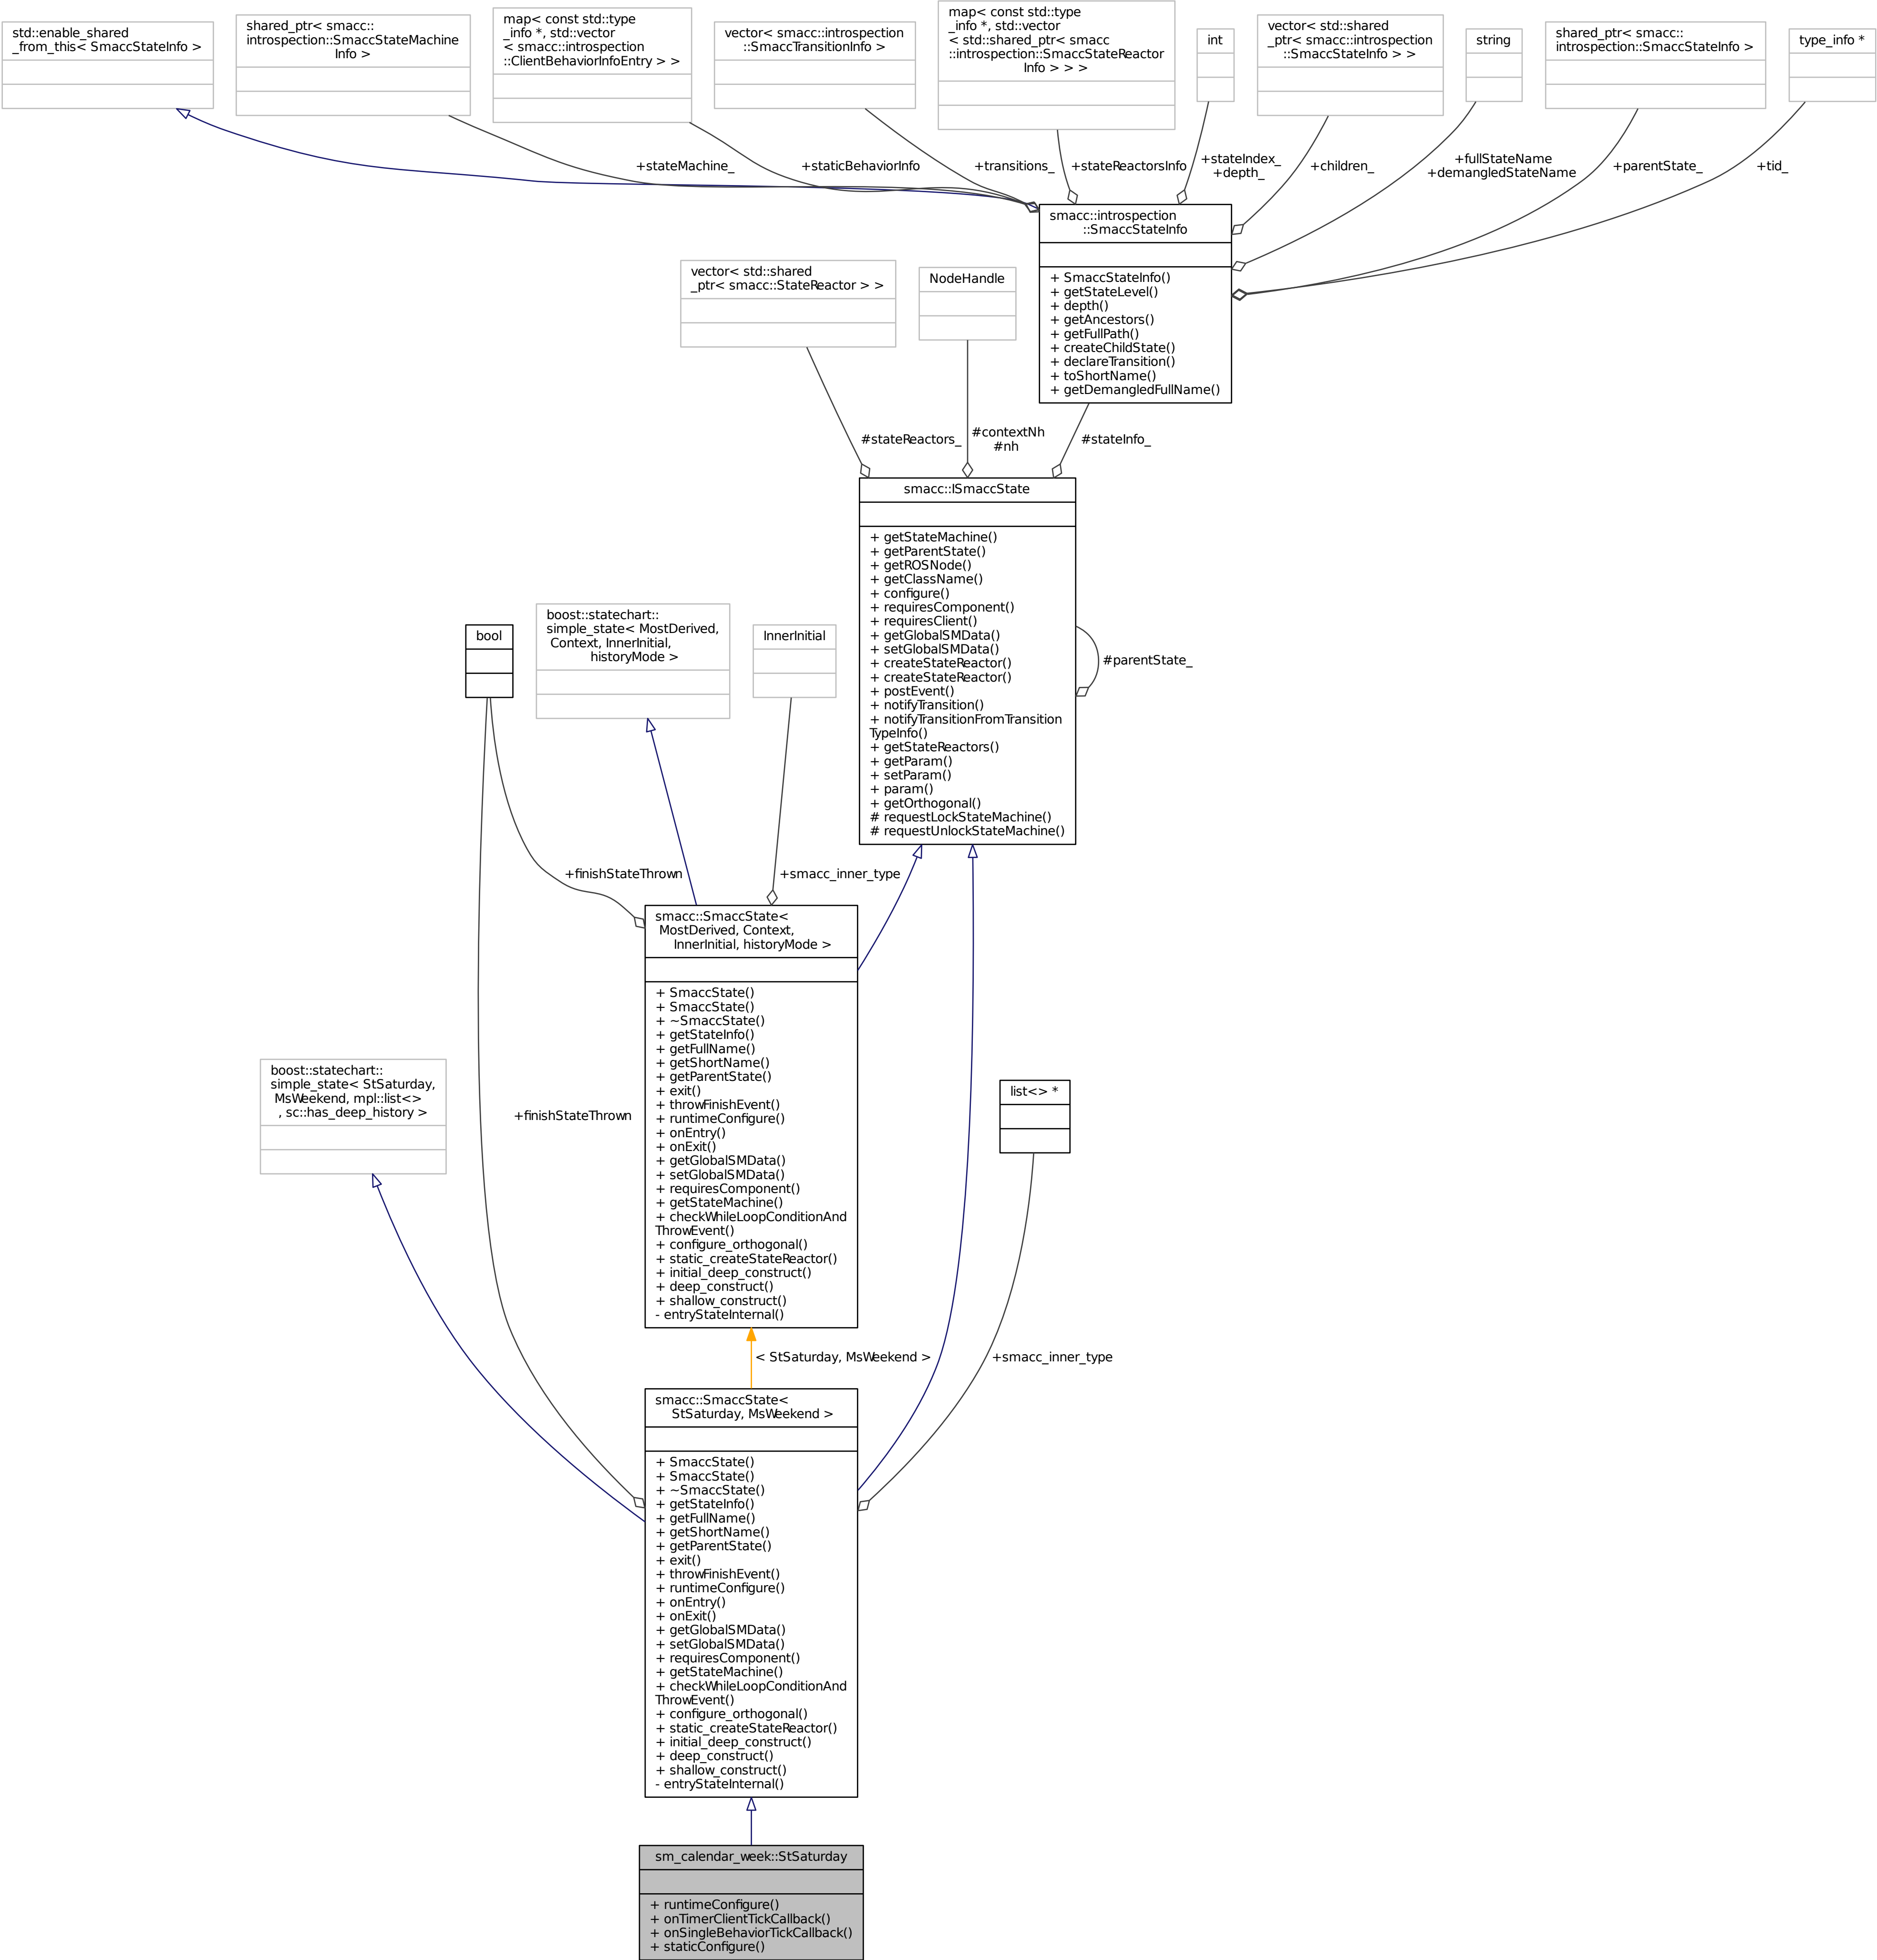 std::enable_shared
_from_this< SmaccStateInfo >
shared_ptr< smacc::
introspection::SmaccStateMachine
Info >
map< const std::type
_info *, std::vector
< smacc::introspection
::ClientBehaviorInfoEntry > >
vector< smacc::introspection
::SmaccTransitionInfo >
map< const std::type
_info *, std::vector
< std::shared_ptr< smacc
::introspection::SmaccStateReactor
Info > > >
int
vector< std::shared
_ptr< smacc::introspection
::SmaccStateInfo > >
string
shared_ptr< smacc::
introspection::SmaccStateInfo >
type_info *
+stateMachine_
+staticBehaviorInfo
+transitions_
+stateReactorsInfo
+stateIndex_
+depth_
+children_
+fullStateName
+demangledStateName
+parentState_
+tid_
smacc::introspection
::SmaccStateInfo
+ SmaccStateInfo()
+ getStateLevel()
+ depth()
+ getAncestors()
+ getFullPath()
+ createChildState()
+ declareTransition()
+ toShortName()
+ getDemangledFullName()
vector< std::shared
_ptr< smacc::StateReactor > >
NodeHandle
#stateReactors_
#contextNh
#nh
#stateInfo_
smacc::ISmaccState
+ getStateMachine()
+ getParentState()
+ getROSNode()
+ getClassName()
+ configure()
+ requiresComponent()
+ requiresClient()
+ getGlobalSMData()
+ setGlobalSMData()
+ createStateReactor()
+ createStateReactor()
+ postEvent()
+ notifyTransition()
+ notifyTransitionFromTransition
TypeInfo()
+ getStateReactors()
+ getParam()
+ setParam()
+ param()
+ getOrthogonal()
# requestLockStateMachine()
# requestUnlockStateMachine()
#parentState_
bool
boost::statechart::
simple_state< MostDerived,
Context, InnerInitial,
historyMode >
InnerInitial
+finishStateThrown
+smacc_inner_type
smacc::SmaccState<
MostDerived, Context,
InnerInitial, historyMode >
+ SmaccState()
+ SmaccState()
+ ~SmaccState()
+ getStateInfo()
+ getFullName()
+ getShortName()
+ getParentState()
+ exit()
+ throwFinishEvent()
+ runtimeConfigure()
+ onEntry()
+ onExit()
+ getGlobalSMData()
+ setGlobalSMData()
+ requiresComponent()
+ getStateMachine()
+ checkWhileLoopConditionAnd
ThrowEvent()
+ configure_orthogonal()
+ static_createStateReactor()
+ initial_deep_construct()
+ deep_construct()
+ shallow_construct()
- entryStateInternal()
boost::statechart::
simple_state< StSaturday,
MsWeekend, mpl::list<>
, sc::has_deep_history >
+finishStateThrown
list<> *
< StSaturday, MsWeekend >
+smacc_inner_type
smacc::SmaccState<
StSaturday, MsWeekend >
+ SmaccState()
+ SmaccState()
+ ~SmaccState()
+ getStateInfo()
+ getFullName()
+ getShortName()
+ getParentState()
+ exit()
+ throwFinishEvent()
+ runtimeConfigure()
+ onEntry()
+ onExit()
+ getGlobalSMData()
+ setGlobalSMData()
+ requiresComponent()
+ getStateMachine()
+ checkWhileLoopConditionAnd
ThrowEvent()
+ configure_orthogonal()
+ static_createStateReactor()
+ initial_deep_construct()
+ deep_construct()
+ shallow_construct()
- entryStateInternal()
sm_calendar_week::StSaturday
+ runtimeConfigure()
+ onTimerClientTickCallback()
+ onSingleBehaviorTickCallback()
+ staticConfigure()